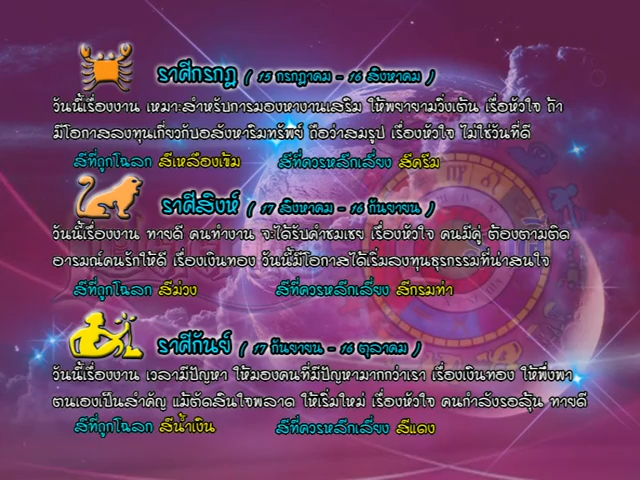 ราศีกรกฎ ( 15 กรกฎาคม - 16 สิงหาคม )
วันนี้เรื่องงาน เหมาะสำหรับการมองหางานเสริม ให้พยายามวิ่งเต้น เรื่อหัวใจ ถ้า
มีโอกาสลงทุนเกี่ยวกับอสังหาริมทรัพย์ ถือว่าสมรูป เรื่องหัวใจ ไม่ใช่วันที่ดี
สีที่ถูกโฉลก สีเหลืองเข้ม สีที่ควรหลีกเลี่ยง สีครีม
ราศีสิงห์ ( 17 สิงหาคม - 16 กันยายน )
วันนี้เรื่องงาน ทายดี คนทำงาน จะได้รับคำชมเชย เรื่องหัวใจ คนมีคู่ ต้องตามติด
อารมณ์คนรักให้ดี เรื่องเงินทอง วันนี้มีโอกาสได้เริ่มลงทุนธุรกรรมที่น่าสนใจ
สีที่ถูกโฉลก สีม่วง สีที่ควรหลีกเลี่ยง สีกรมท่า
ราศีกันย์ ( 17 กันยายน - 16 ตุลาคม )
วันนี้เรื่องงาน เวลามีปัญหา ให้มองคนที่มีปัญหามากกว่าเรา เรื่องเงินทอง ให้พึ่งพา
ตนเองเป็นสำคัญ แม้ตัดสินใจพลาด ให้เริ่มใหม่ เรื่องหัวใจ คนกำลังรอลุ้น ทายดี
สีที่ถูกโฉลก สีน้ำเงิน สีที่ควรหลีกเลี่ยง สีแดง